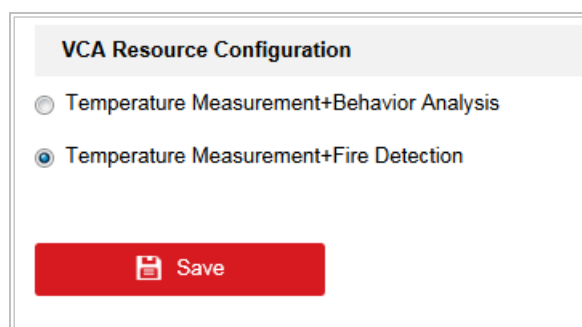 VCA Resource Configuration
Temperature Measurement+Behavior Analysis
Temperature Measurement+Fire Detection
Save